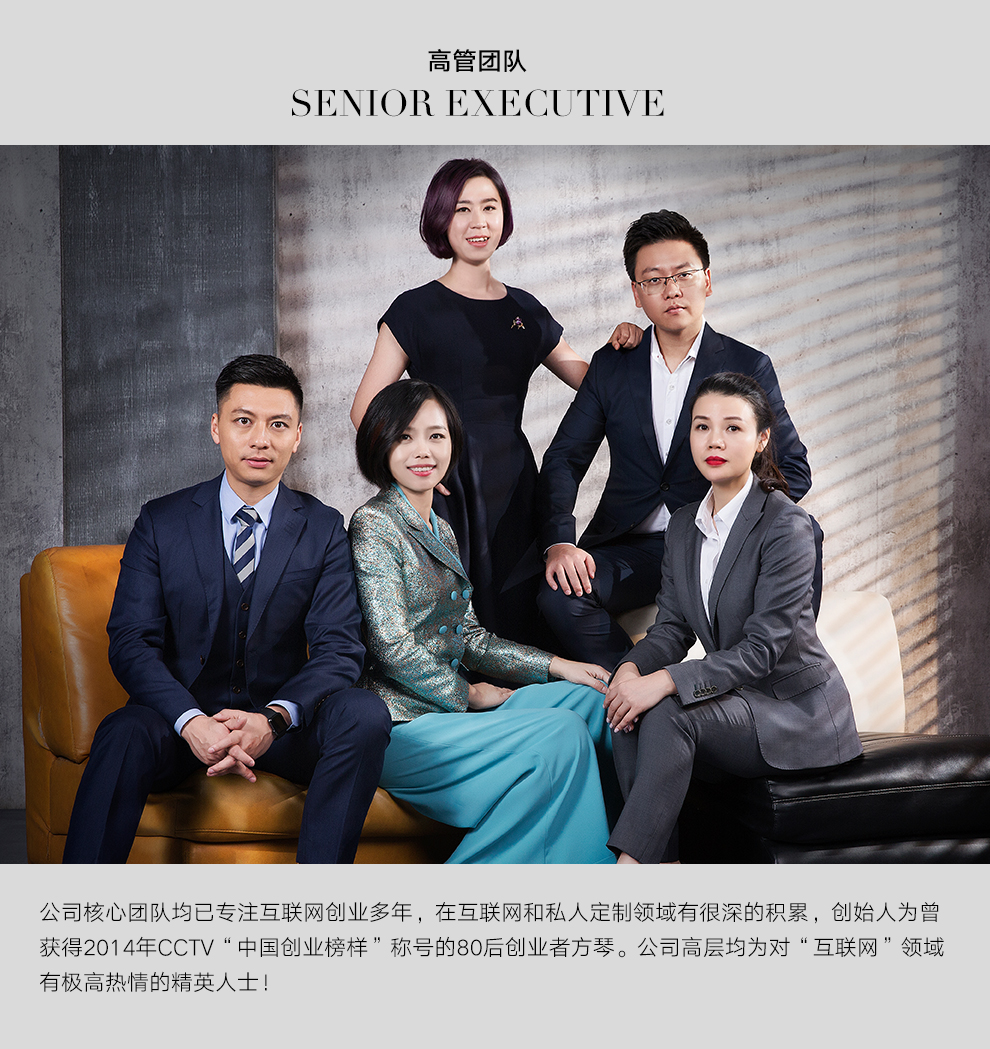 高管团队
SENIOR EXECUTIVE
公司核心团队均已专注互联网创业多年，在互联网和私人定制领域有很深的积累，创始人为曾
获得2014年CCTV“中国创业榜样”称号的80后创业者方琴。公司高层均为对“互联网”领域
有极高热情的精英人士！